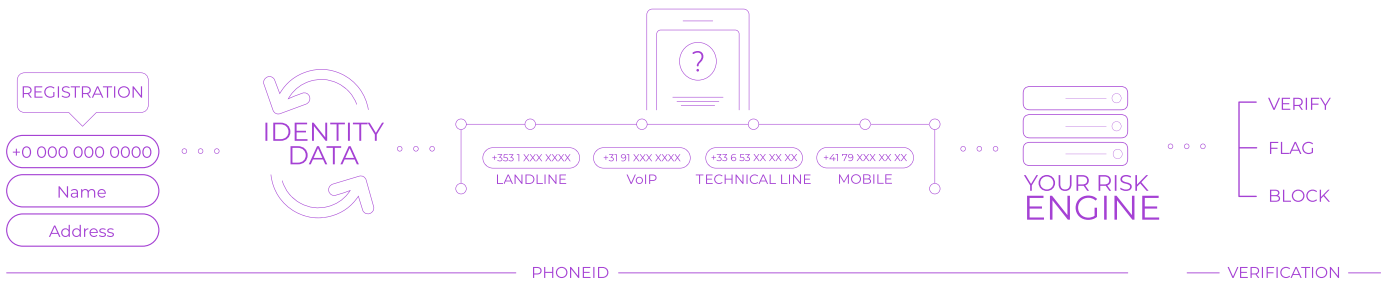 REGISTRATION
+0 000 000 0000
Name
Address
IDENTITY
DATA
?
+353 1 XXX XXXX
LANDLINE
+31 91 XXX XXXX
VoIP
+33 6 53 XX XX XX
TECHNICAL LINE
+41 79 XXX XX XX
MOBILE
YOUR RISK
ENGINE
VERIFY
FLAG
BLOCK
PHONEID
VERIFICATION